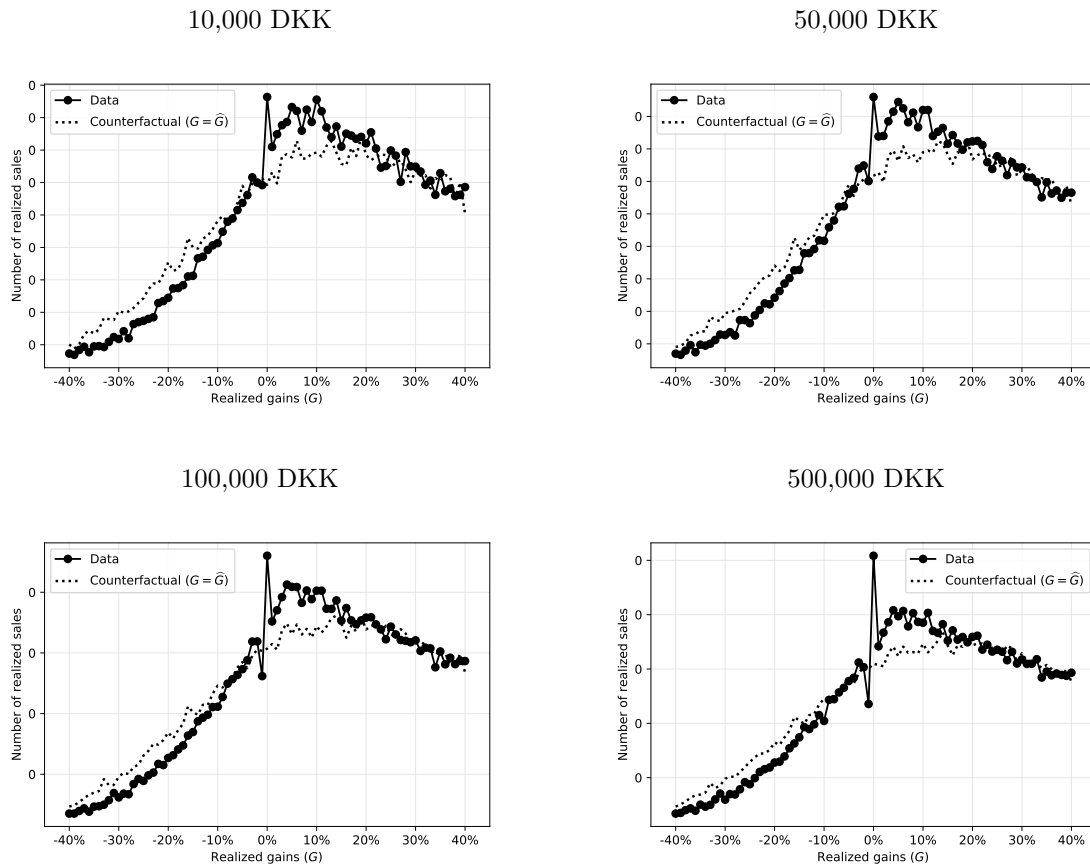 10,000 DKK
50,000 DKK
0
0
0
0
0
0
0
0
0
Number of realized sales
Data
Counterfactual (G = Ĝ)
-40% -30% -20% -10% 0% 10% 20% 30% 40%
Realized gains (G)
0
0
0
0
0
0
0
0
Number of realized sales
Data
Counterfactual (G = Ĝ)
-40% -30% -20% -10% 0% 10% 20% 30% 40%
Realized gains (G)
100,000 DKK
500,000 DKK
0
0
0
0
Number of realized sales
Data
Counterfactual (G = Ĝ)
-40% -30% -20% -10% 0% 10% 20% 30% 40%
Realized gains (G)
0
0
0
0
0
Number of realized sales
Data
Counterfactual (G = Ĝ)
-40% -30% -20% -10% 0% 10% 20% 30% 40%
Realized gains (G)